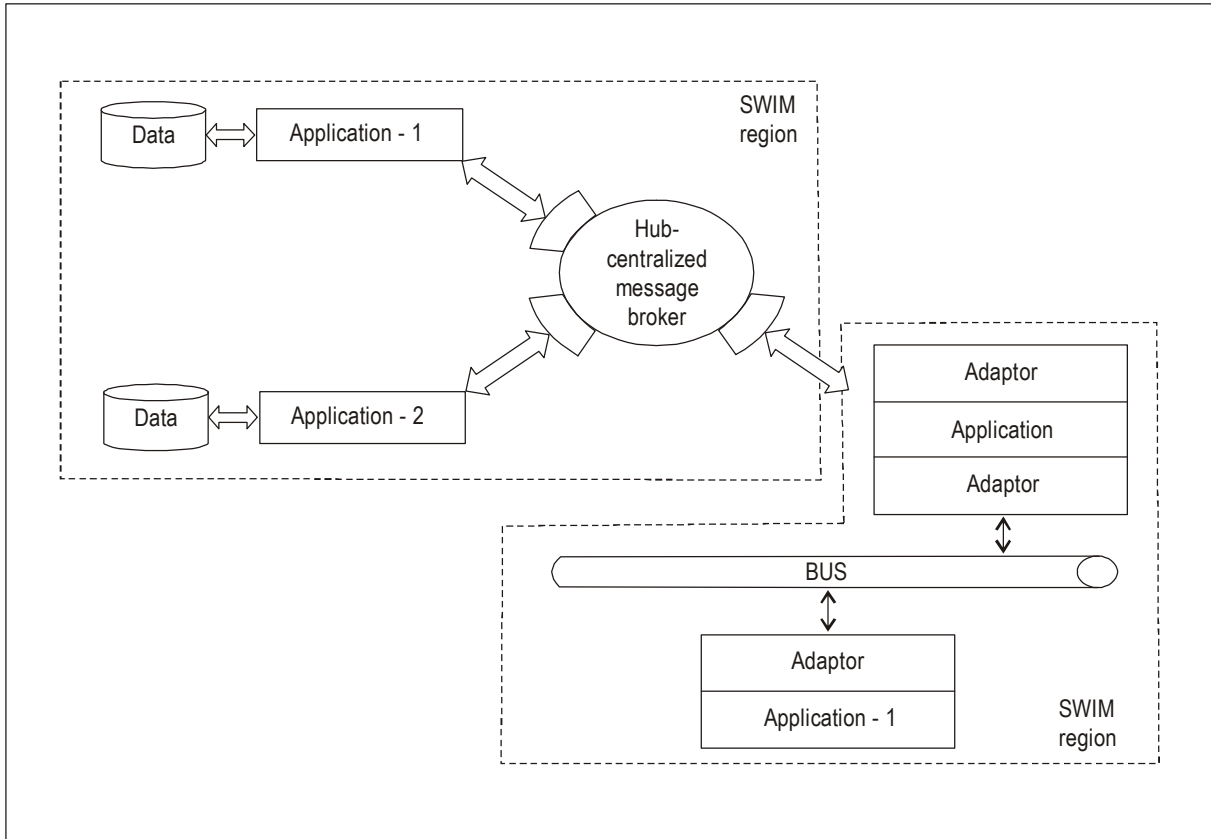 SWIM
region
Data
Application - 1
Hub-
centralized
message
broker
Data
Application - 2
Adaptor
Application
Adaptor
BUS
Adaptor
Application - 1
SWIM
region